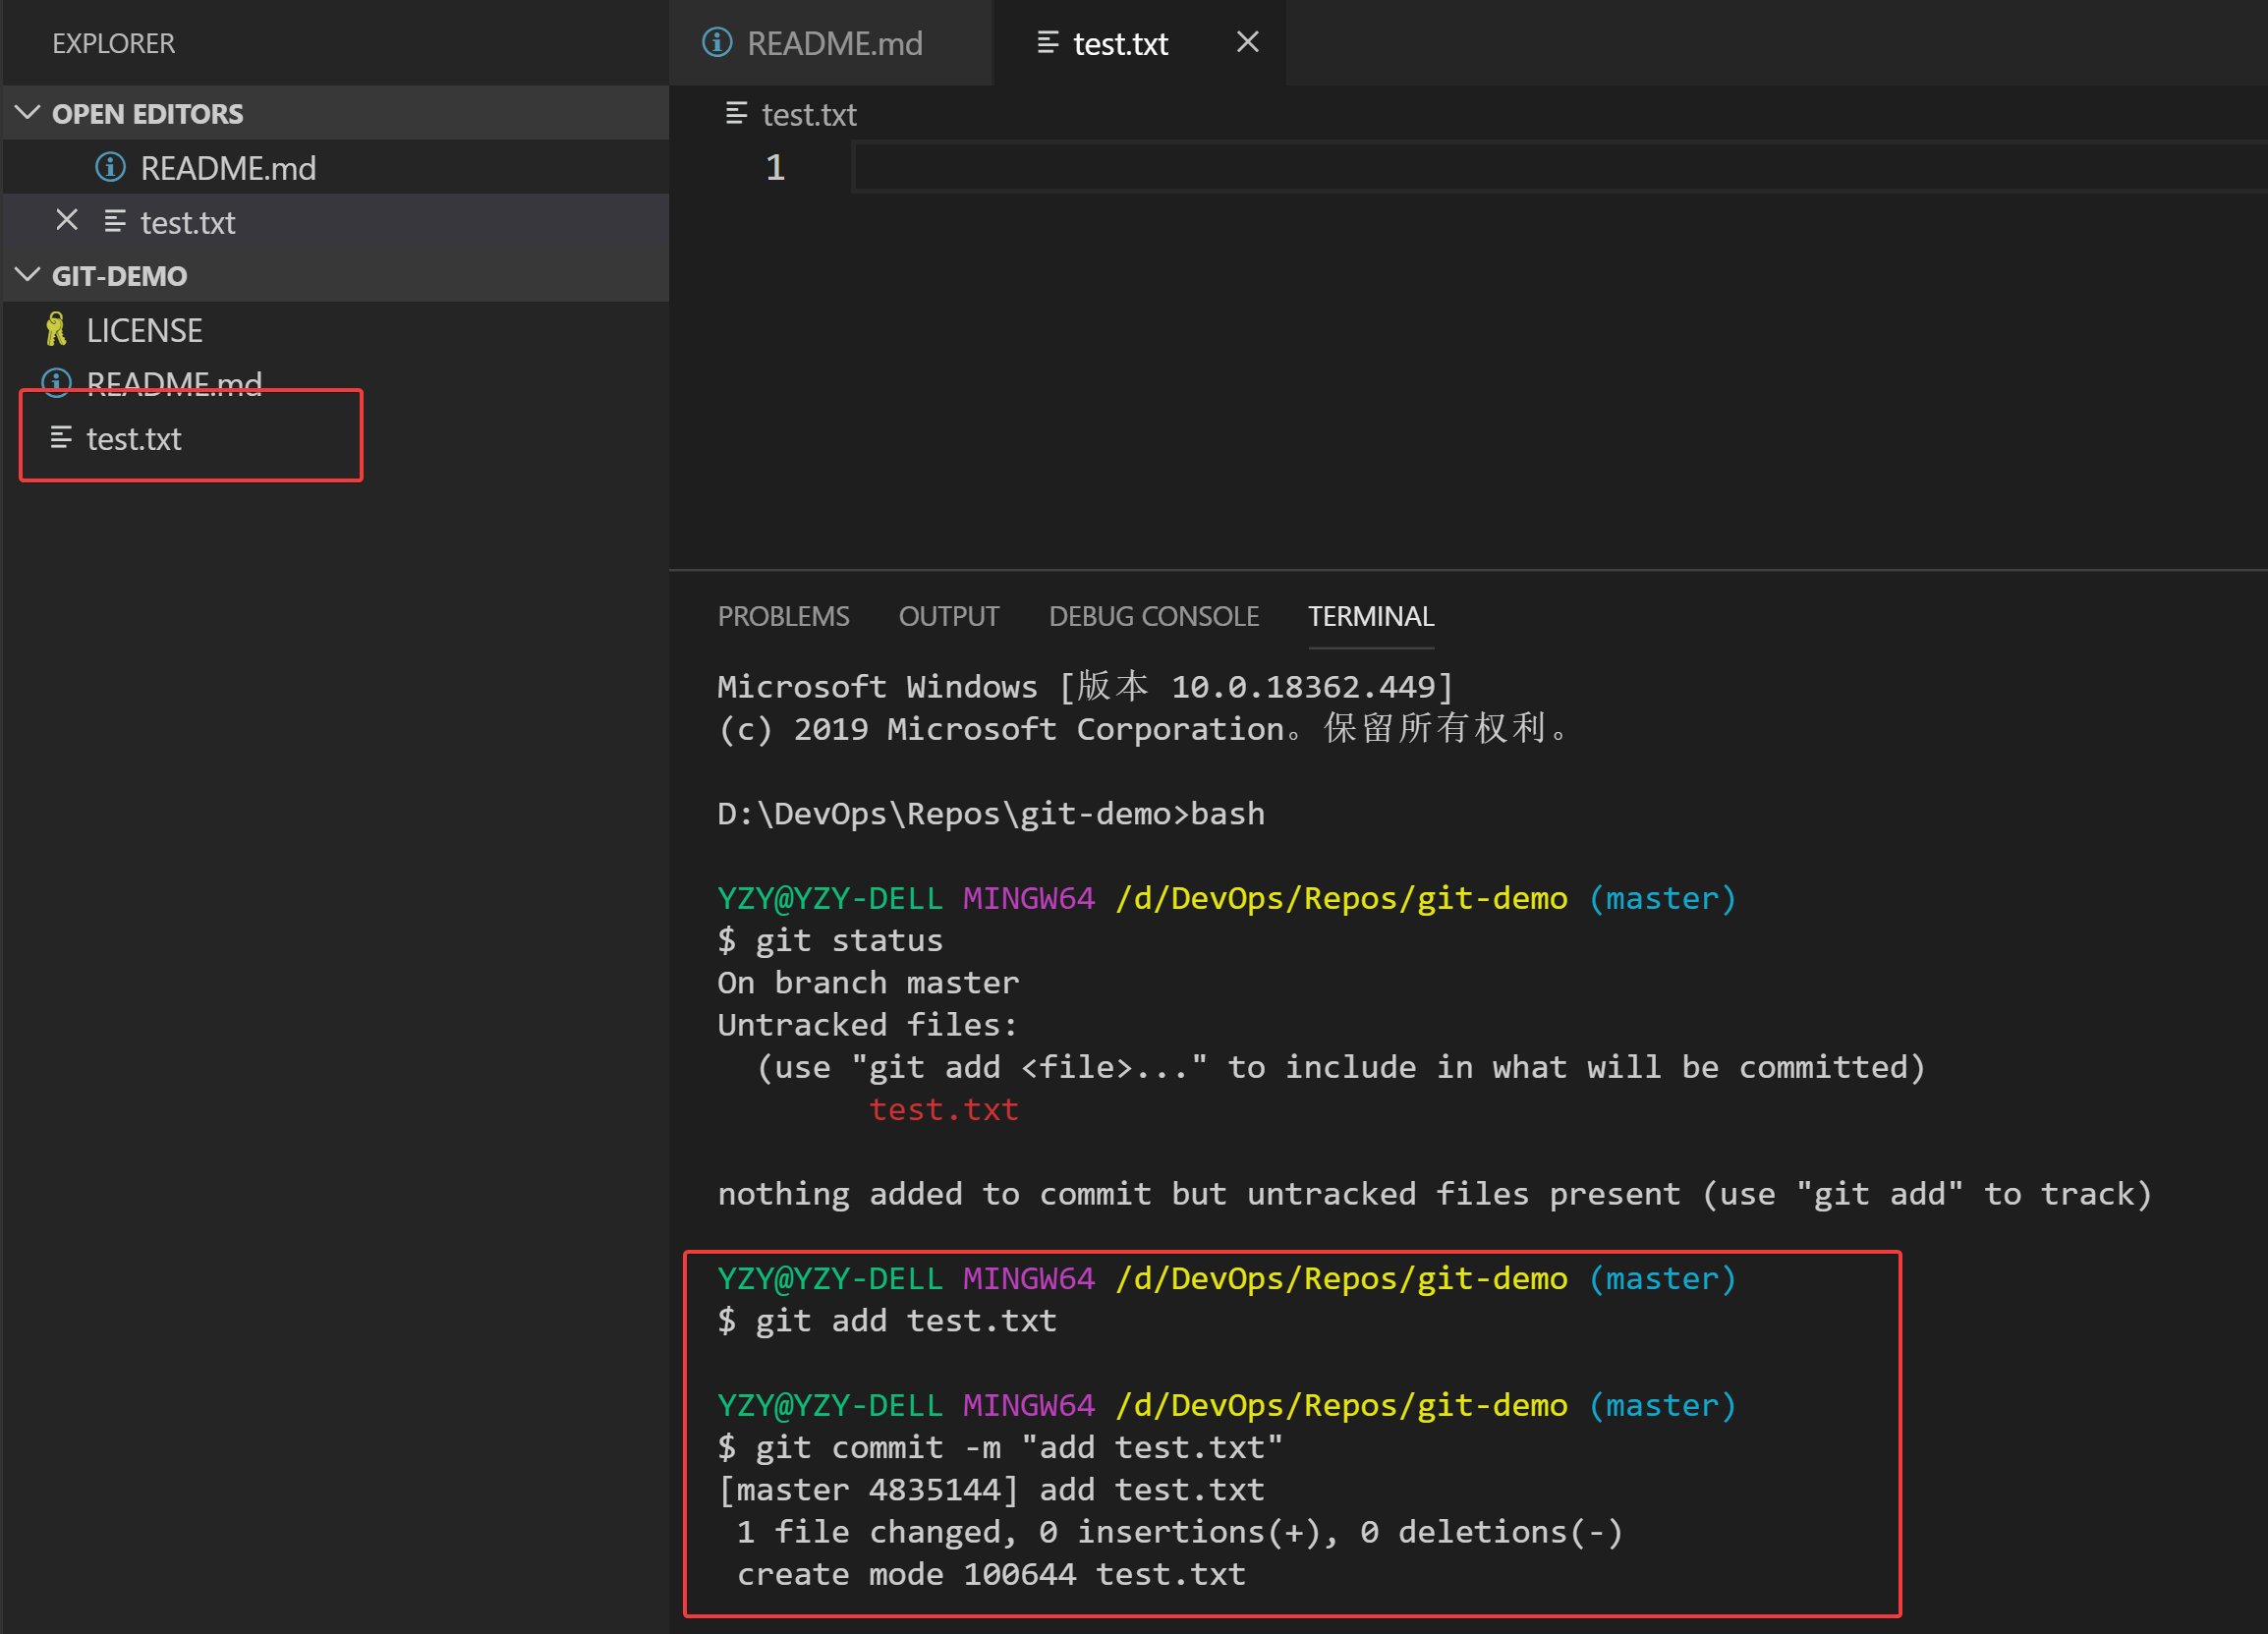 EXPLORER
OPEN EDITORS
README.md
test.txt
GIT-DEMO
LICENSE
README.md
test.txt
README.md
test.txt
test.txt
1
PROBLEMS OUTPUT DEBUG CONSOLE TERMINAL
Microsoft Windows [版本 10.0.18362.449]
(c) 2019 Microsoft Corporation。保留所有权利。
D:\DevOps\Repos\git-demo>bash
YZY@YZY-DELL MINGW64 /d/DevOps/Repos/git-demo (master)
$ git status
On branch master
Untracked files:
(use "git add <file>..." to include in what will be committed)
test.txt
nothing added to commit but untracked files present (use "git add" to track)
YZY@YZY-DELL MINGW64 /d/DevOps/Repos/git-demo (master)
$ git add test.txt
YZY@YZY-DELL MINGW64 /d/DevOps/Repos/git-demo (master)
$ git commit -m "add test.txt"
[master 4835144] add test.txt
1 file changed, 0 insertions(+), 0 deletions(-)
create mode 100644 test.txt